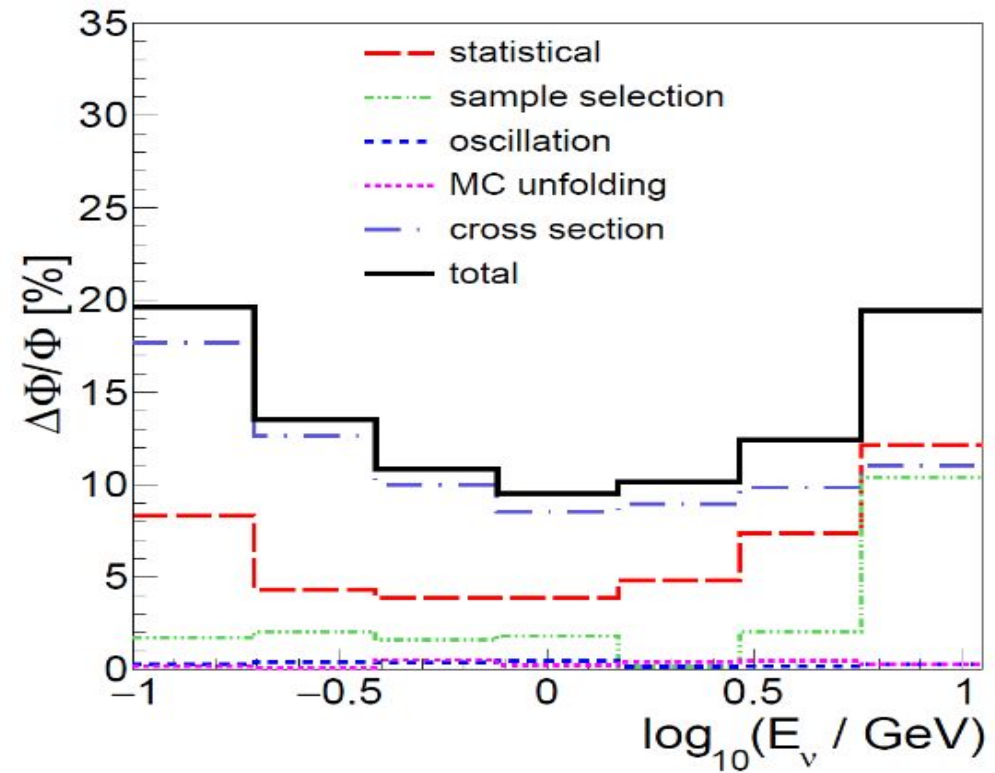 35
30
25
20
15
10
5
0
ΔΦ/Φ [%]
statistical
sample selection
oscillation
MC unfolding
cross section
total
−1 −0.5 0 0.5 1
log₁₀(Eᵥ / GeV)